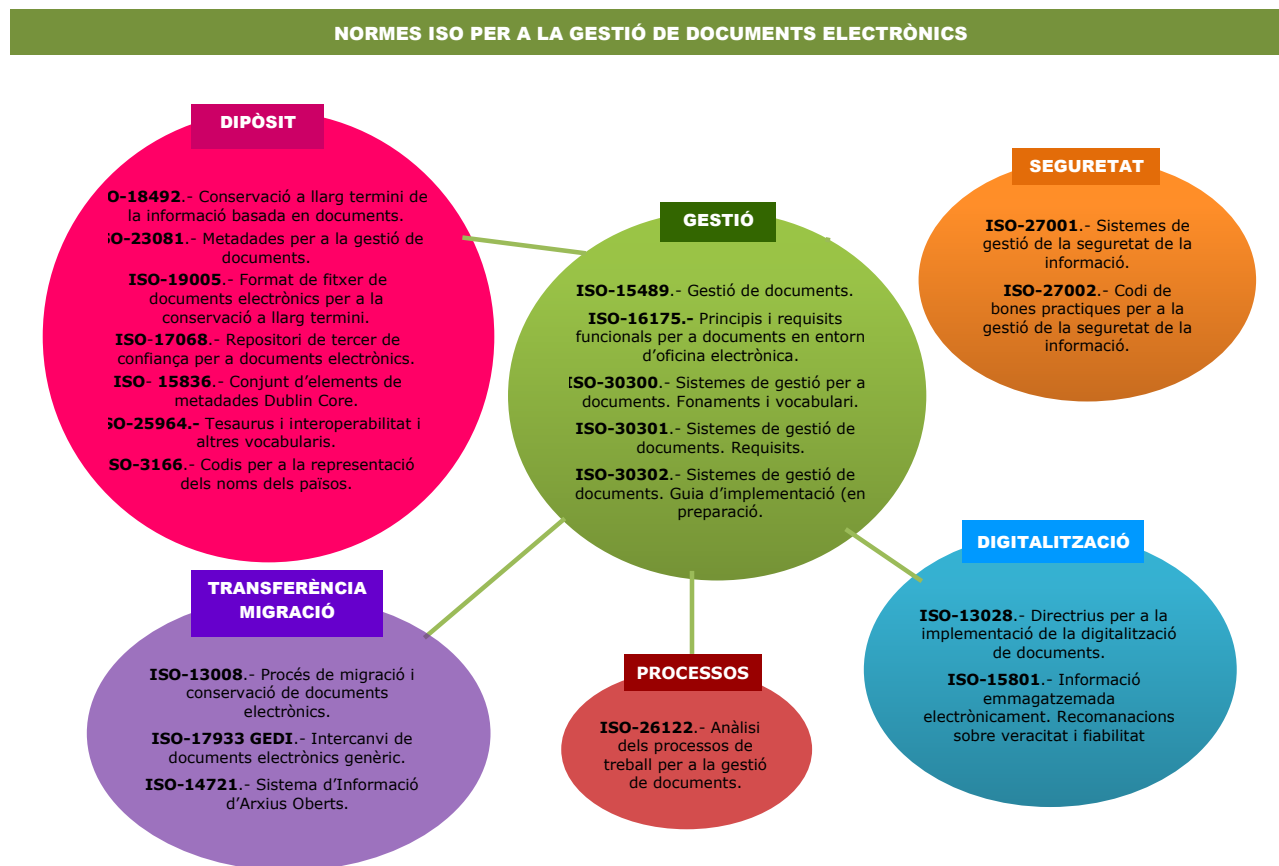 NORMES ISO PER A LA GESTIÓ DE DOCUMENTS ELECTRÒNICS
DIPÒSIT
O-18492.- Conservació a llarg termini de
la informació basada en documents.
SO-23081.- Metadades per a la gestió de
documents.
ISO-19005.- Format de fitxer de
documents electrònics per a la
conservació a llarg termini.
ISO-17068.- Repositori de tercer de
confiança per a documents electrònics.
ISO- 15836.- Conjunt d’elements de
metadades Dublin Core.
SO-25964.- Tesaurus i interoperabilitat i
altres vocabularis.
ISO-3166.- Codis per a la representació
dels noms dels països.
GESTIÓ
ISO-15489.- Gestió de documents.
ISO-16175.- Principis i requisits
funcionals per a documents en entorn
d’oficina electrònica.
ISO-30300.- Sistemes de gestió per a
documents. Fonaments i vocabulari.
ISO-30301.- Sistemes de gestió de
documents. Requisits.
ISO-30302.- Sistemes de gestió de
documents. Guia d’implementació (en
preparació.
SEGURETAT
ISO-27001.- Sistemes de
gestió de la seguretat de la
informació.
ISO-27002.- Codi de
bones practiques per a la
gestió de la seguretat de la
informació.
TRANSFERÈNCIA
MIGRACIÓ
ISO-13008.- Procés de migració i
conservació de documents
electrònics.
ISO-17933 GEDI.- Intercanvi de
documents electrònics genèric.
ISO-14721.- Sistema d’Informació
d’Arxius Oberts.
PROCESSOS
ISO-26122.- Anàlisi
dels processos de
treball per a la gestió
de documents.
DIGITALITZACIÓ
ISO-13028.- Directrius per a la
implementació de la digitalització
de documents.
ISO-15801.- Informació
emmagatzemada
electrònicament. Recomanacions
sobre veracitat i fiabilitat